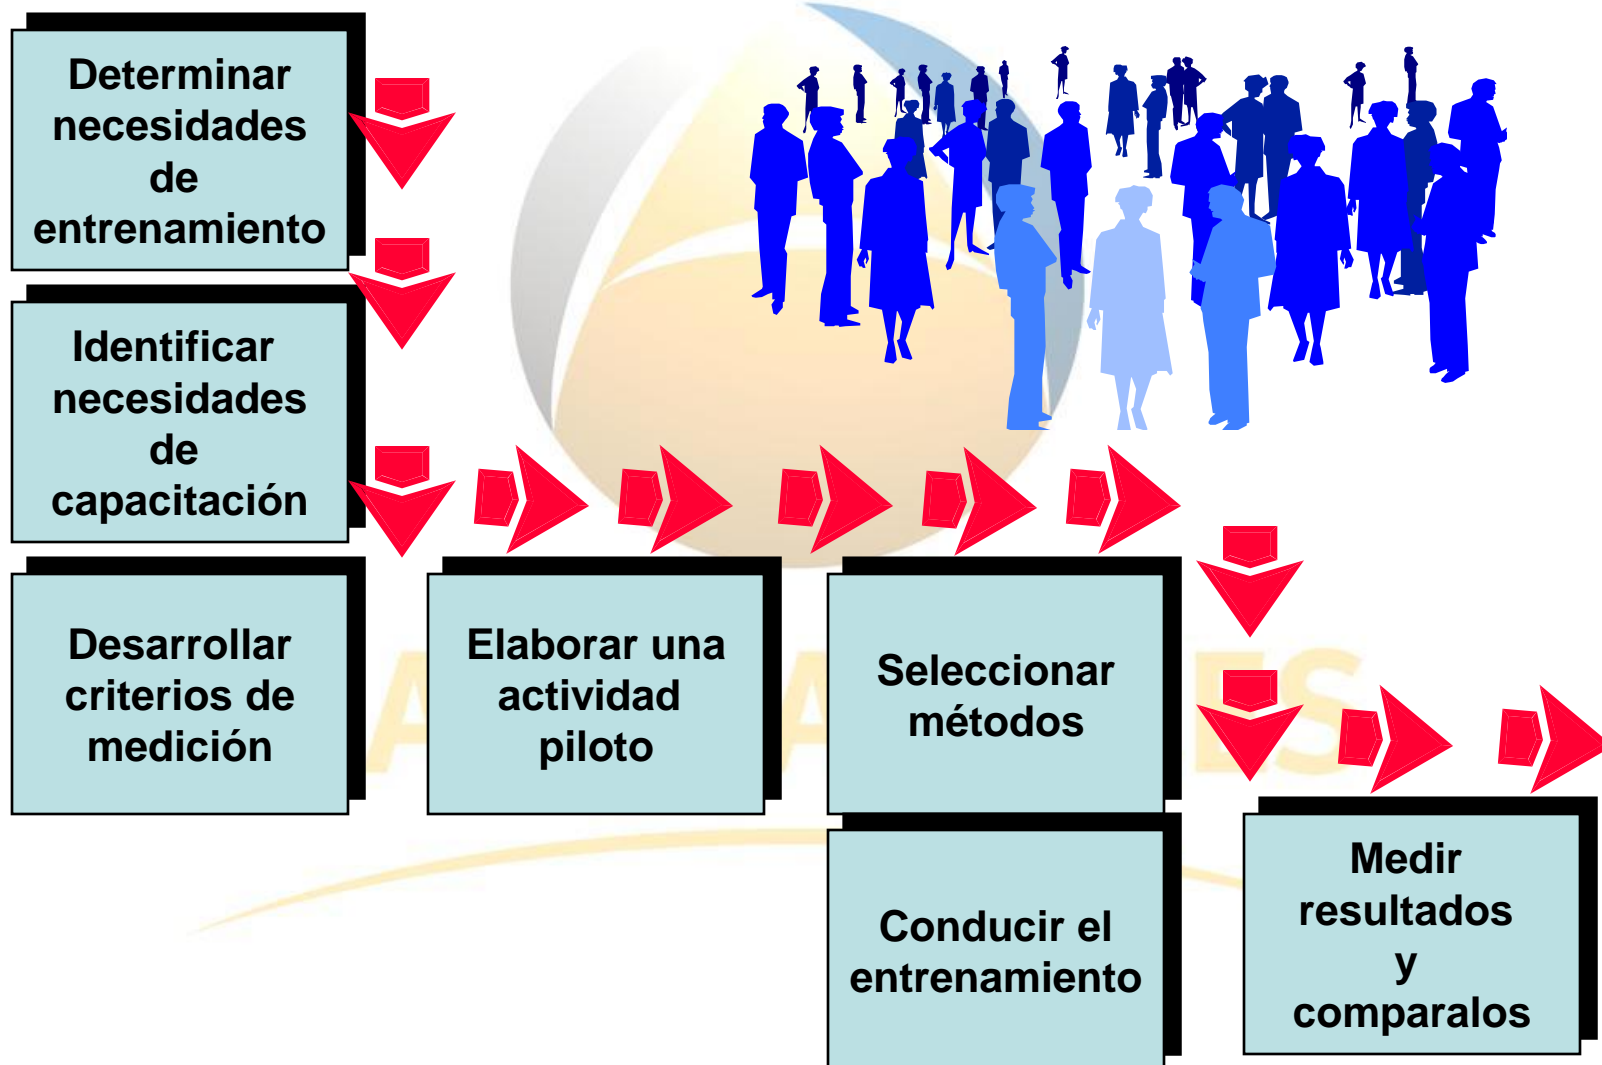 Determinar
necesidades
de
entrenamiento
Identificar
necesidades
de
capacitación
Desarrollar
criterios de
medición
Elaborar una
actividad
piloto
Seleccionar
métodos
Conducir el
entrenamiento
Medir
resultados
y
comparalos